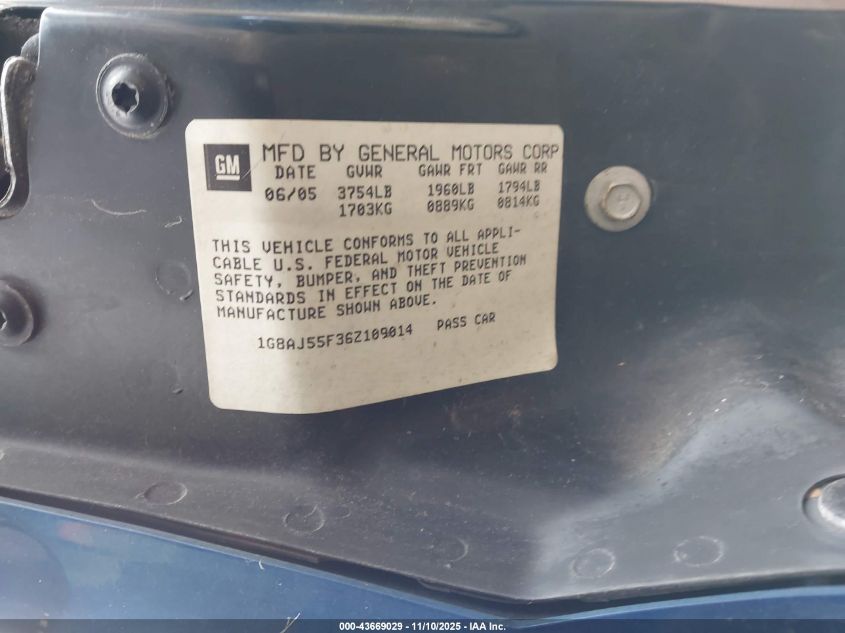 GM MFD BY GENERAL MOTORS CORP
DATE GVWR GAWR FRT GAWR RR
06/05 3754LB 1960LB 1794LB
1703KG 0889KG 0814KG
THIS VEHICLE CONFORMS TO ALL APPLI-
CABLE U.S. FEDERAL MOTOR VEHICLE
SAFETY, BUMPER, AND THEFT PREVENTION
STANDARDS IN EFFECT ON THE DATE OF
MANUFACTURE SHOWN ABOVE.
1G8AJ55F36Z109014 PASS CAR
000-43669029 - 11/10/2025 - IAA Inc.